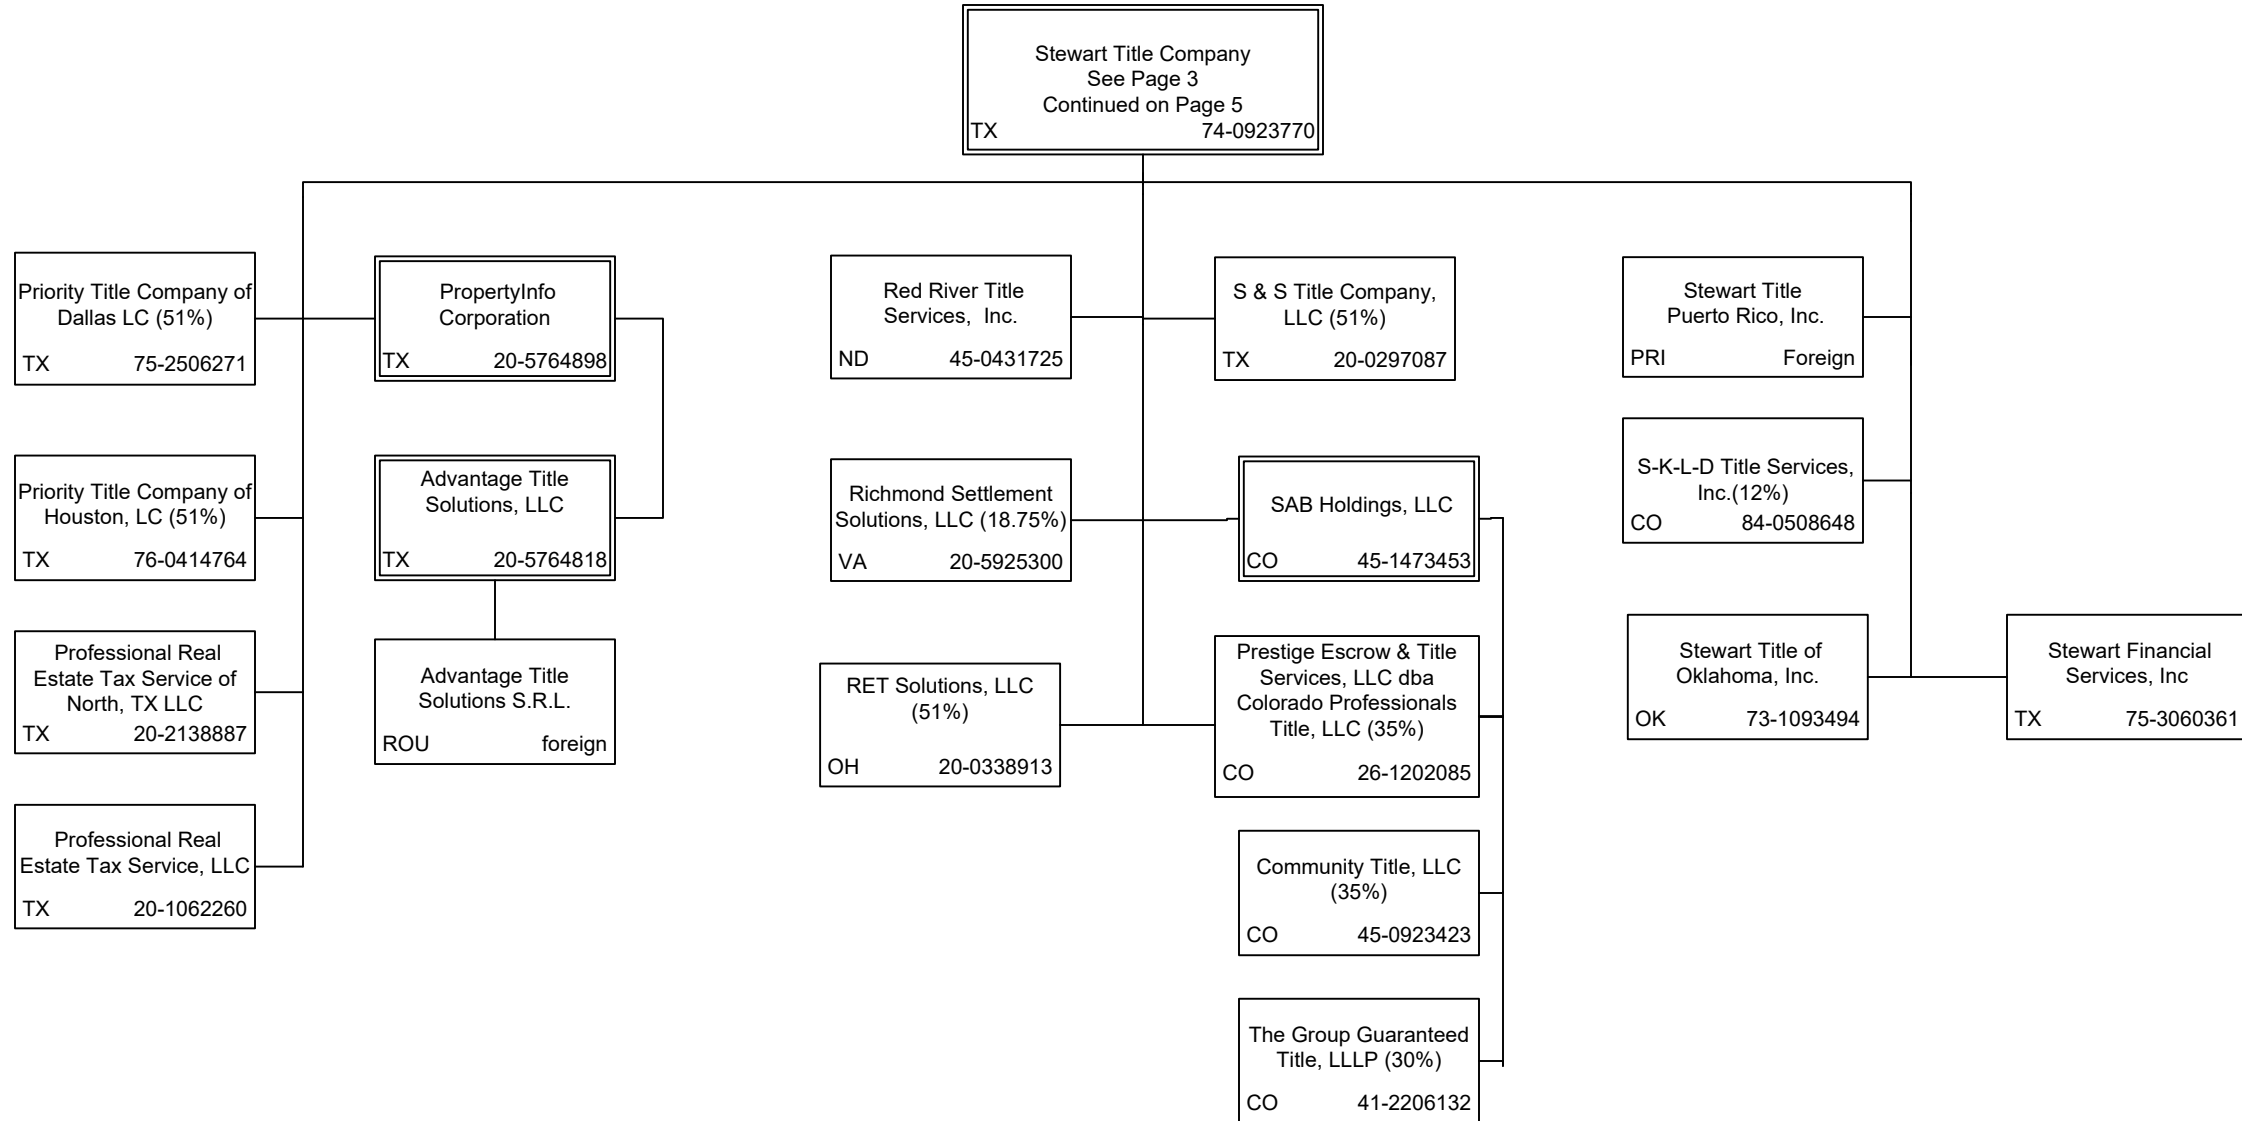 Stewart Title Company
See Page 3
Continued on Page 5
TX 74-0923770
Priority Title Company of
Dallas LC (51%)
TX 75-2506271
PropertyInfo
Corporation
TX 20-5764898
Red River Title
Services, Inc.
ND 45-0431725
S & S Title Company,
LLC (51%)
TX 20-0297087
Stewart Title
Puerto Rico, Inc.
PRI Foreign
Priority Title Company of
Houston, LC (51%)
TX 76-0414764
Advantage Title
Solutions, LLC
TX 20-5764818
Richmond Settlement
Solutions, LLC (18.75%)
VA 20-5925300
SAB Holdings, LLC
CO 45-1473453
S-K-L-D Title Services,
Inc.(12%)
CO 84-0508648
Professional Real
Estate Tax Service of
North, TX LLC
TX 20-2138887
Advantage Title
Solutions S.R.L.
ROU foreign
RET Solutions, LLC
(51%)
OH 20-0338913
Prestige Escrow & Title
Services, LLC dba
Colorado Professionals
Title, LLC (35%)
CO 26-1202085
Stewart Title of
Oklahoma, Inc.
OK 73-1093494
Stewart Financial
Services, Inc
TX 75-3060361
Professional Real
Estate Tax Service, LLC
TX 20-1062260
Community Title, LLC
(35%)
CO 45-0923423
The Group Guaranteed
Title, LLLP (30%)
CO 41-2206132